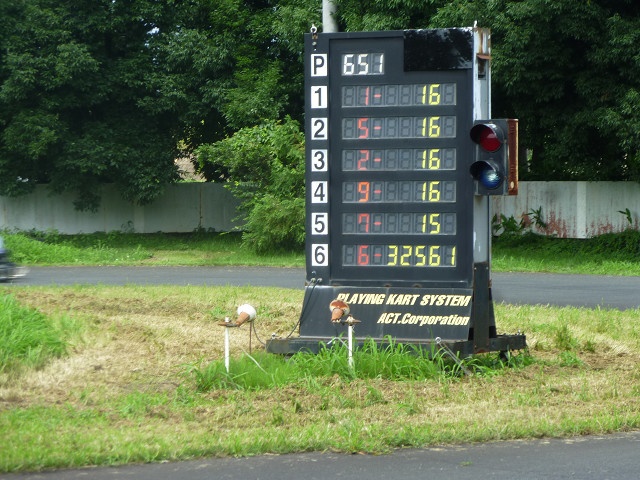 P 651
1 1- 16
2 5- 16
3 2- 16
4 9- 16
5 7- 15
6 6- 32561
PLAYING KART SYSTEM
ACT.Corporation